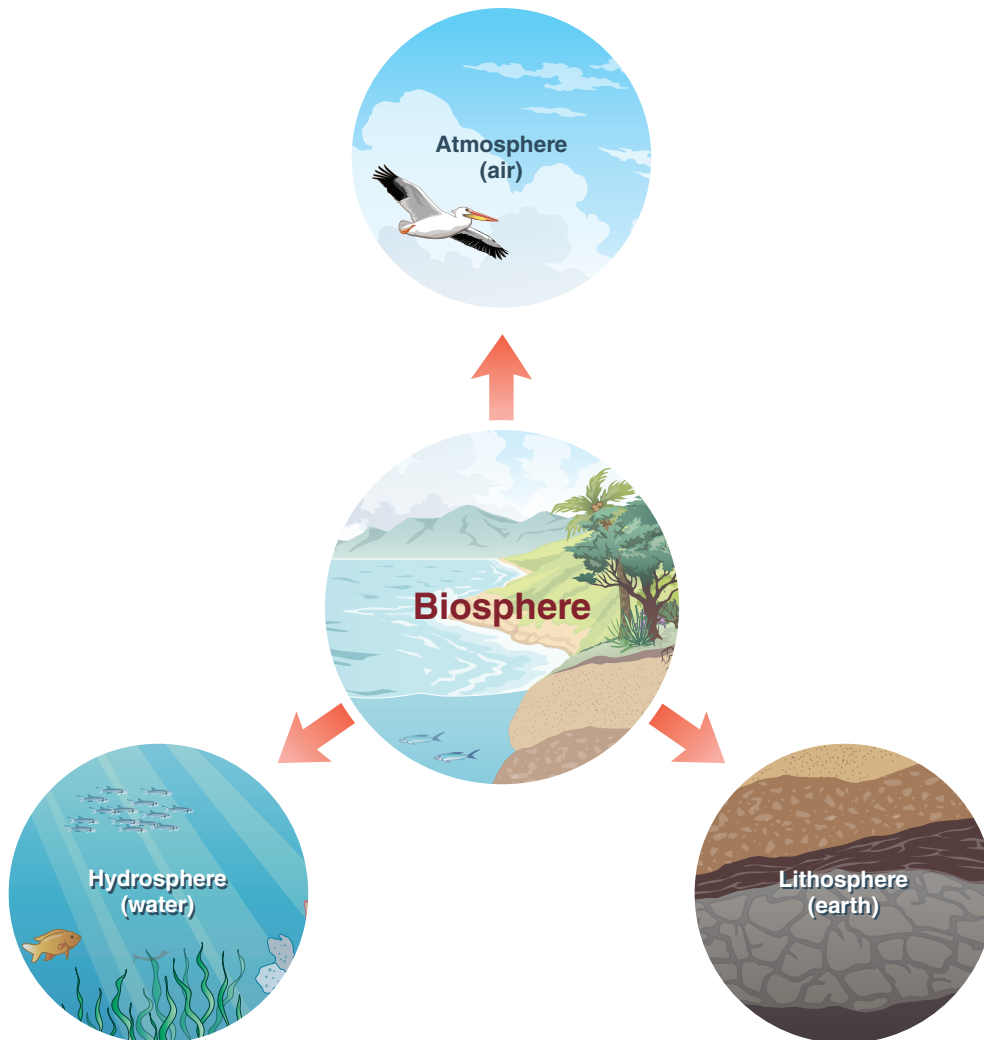 Atmosphere
(air)
Biosphere
Hydrosphere
(water)
Lithosphere
(earth)